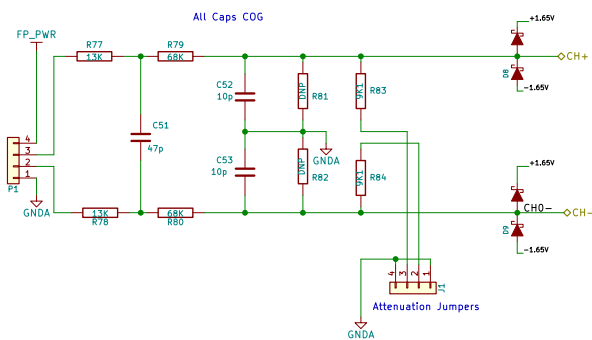 All Caps COG
+1.65V
FP_PWR
R77
13K
R79
68K
CH+
D8
-1.65V
C52
10p
DNP
R81
9K1
R83
C51
47p
GNDA
C53
10p
DNP
R82
9K1
R84
4
3
2
1
P1
GNDA
+1.65V
13K
R78
68K
R80
CH0-
CH-
D9
-1.65V
4
3
2
1
J1
Attenuation Jumpers
GNDA